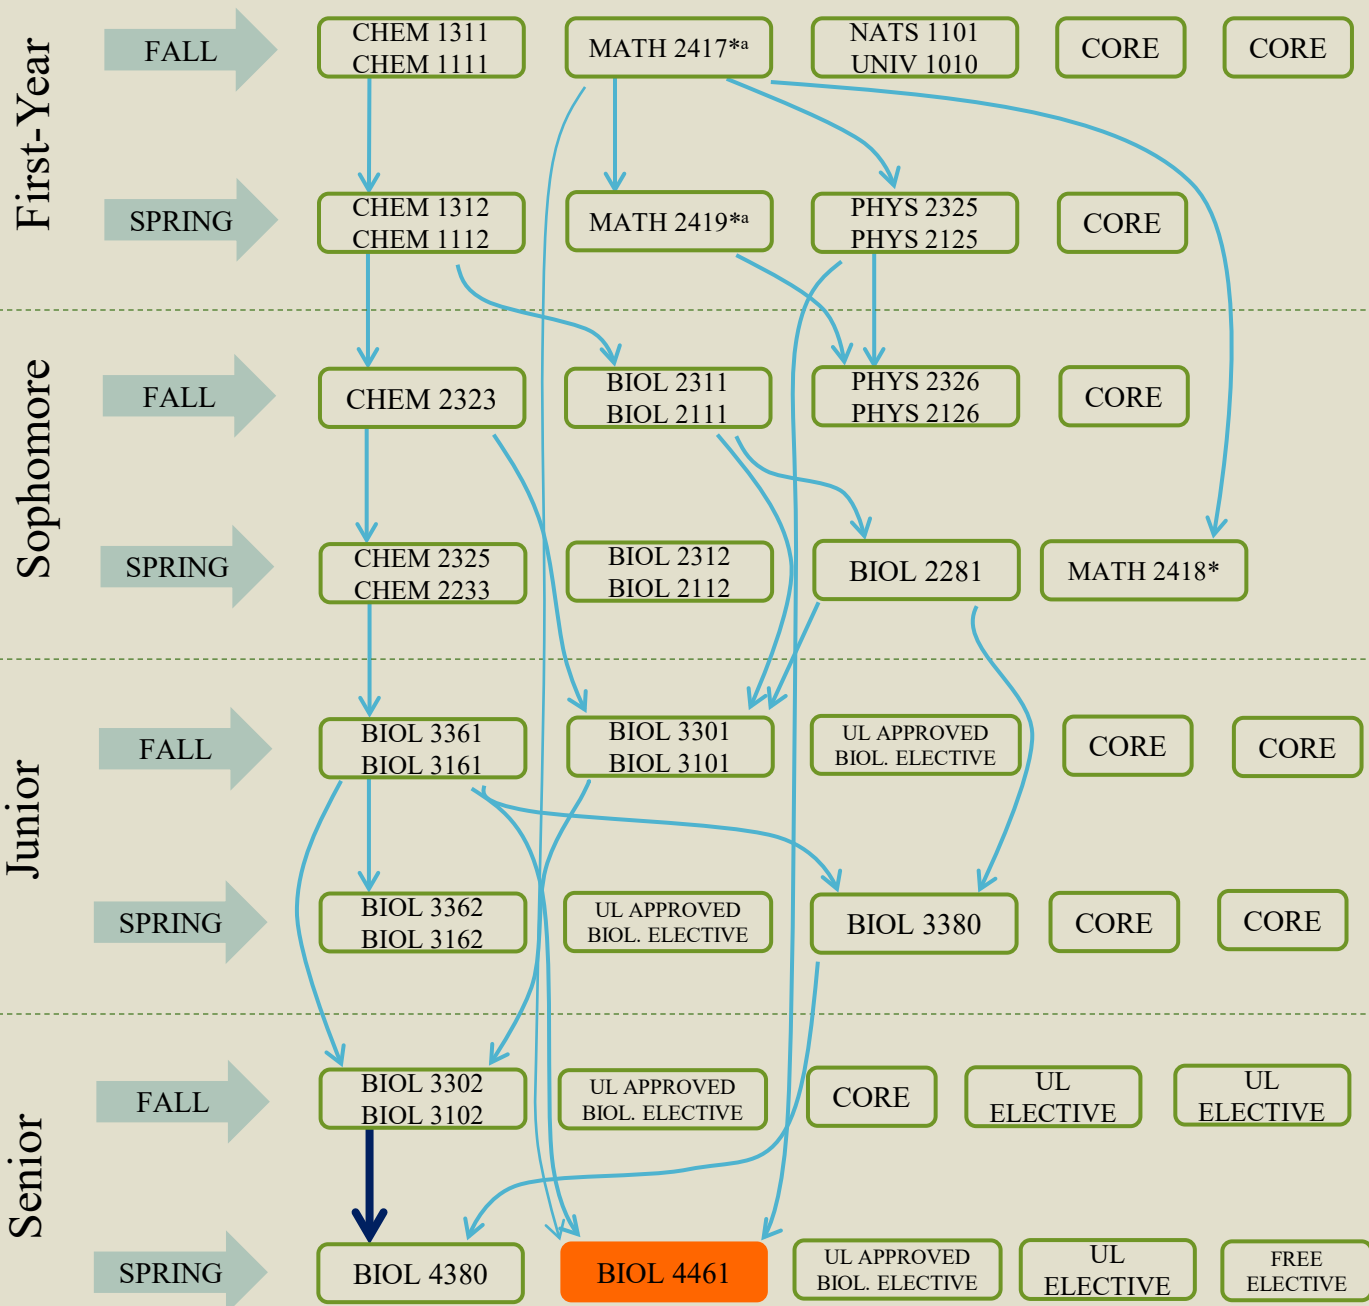 First-Year
FALL
CHEM 1311
CHEM 1111
MATH 2417*ᵃ
NATS 1101
UNIV 1010
CORE
CORE
SPRING
CHEM 1312
CHEM 1112
MATH 2419*ᵃ
PHYS 2325
PHYS 2125
CORE
Sophomore
FALL
CHEM 2323
BIOL 2311
BIOL 2111
PHYS 2326
PHYS 2126
CORE
SPRING
CHEM 2325
CHEM 2233
BIOL 2312
BIOL 2112
BIOL 2281
MATH 2418*
Junior
FALL
BIOL 3361
BIOL 3161
BIOL 3301
BIOL 3101
UL APPROVED
BIOL. ELECTIVE
CORE
CORE
SPRING
BIOL 3362
BIOL 3162
UL APPROVED
BIOL. ELECTIVE
BIOL 3380
CORE
CORE
Senior
FALL
BIOL 3302
BIOL 3102
UL APPROVED
BIOL. ELECTIVE
CORE
UL
ELECTIVE
UL
ELECTIVE
SPRING
BIOL 4380
BIOL 4461
UL APPROVED
BIOL. ELECTIVE
UL
ELECTIVE
FREE
ELECTIVE